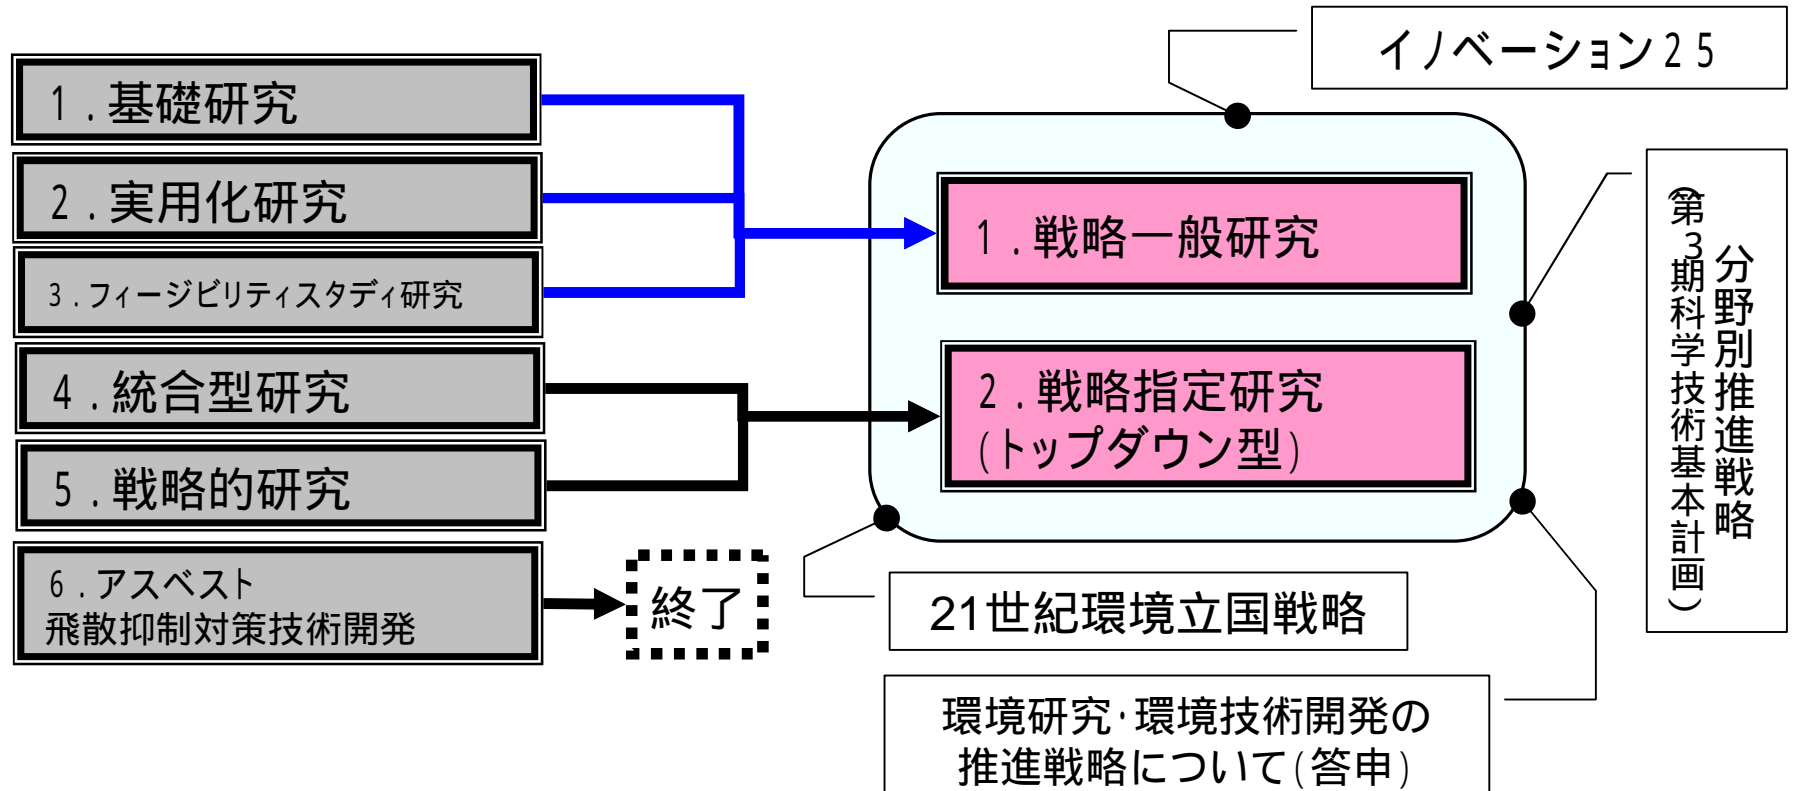 １．基礎研究
２．実用化研究
３．フィージビリティスタディ研究
４．統合型研究
５．戦略的研究
６．アスベスト
飛散抑制対策技術開発
終了
１．戦略一般研究
２．戦略指定研究
(トップダウン型)
イノベーション２５
分野別推進戦略
(第３期科学技術基本計画)
21世紀環境立国戦略
環境研究･環境技術開発の
推進戦略について(答申)